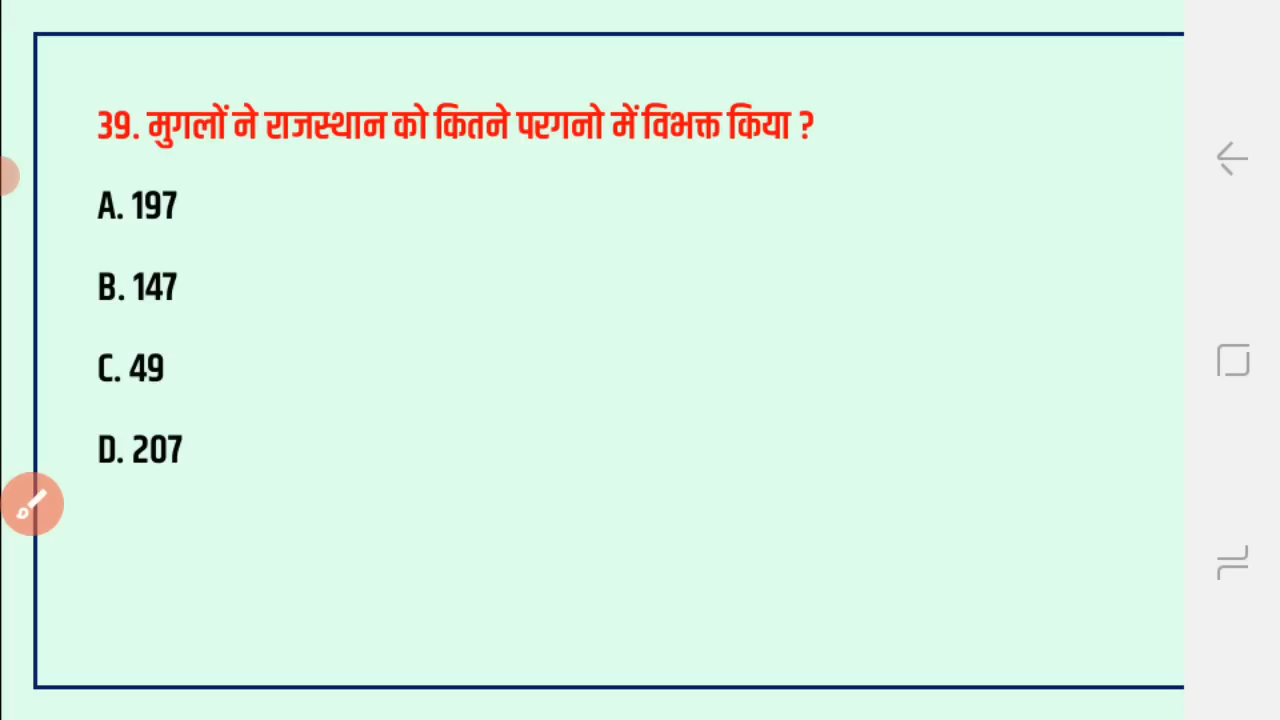 39. मुगलों ने राजस्थान को कितने परगनो में विभक्त किया ?
A. 197
B. 147
C. 49
D. 207